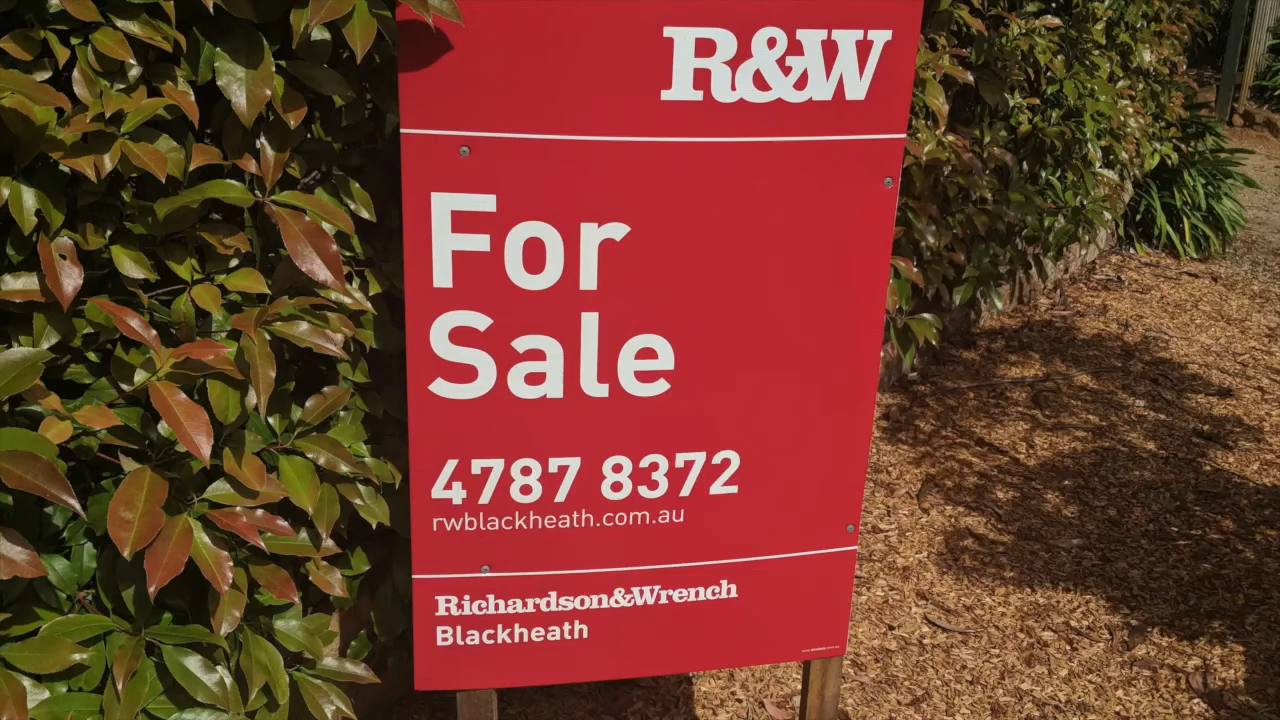 R&W
For
Sale
4787 8372
rwblackheath.com.au
Richardson&Wrench
Blackheath